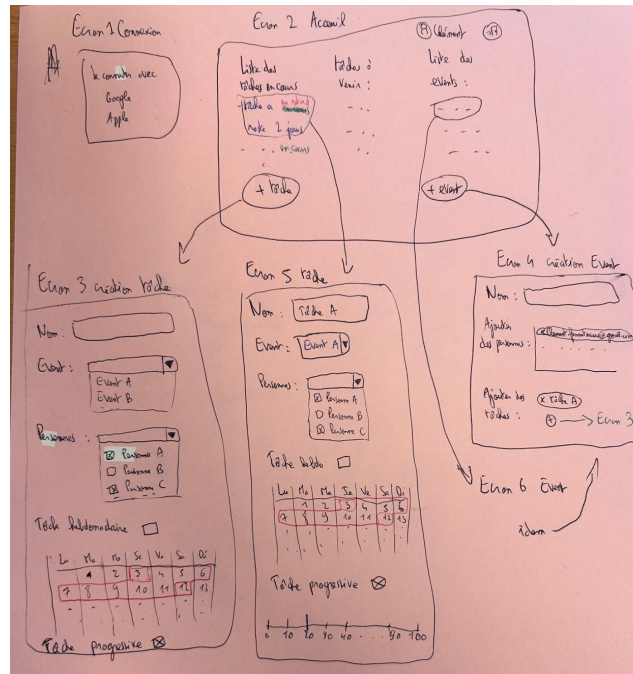 Ecran 1 Connexion
Se connecter avec
Google
Apple
Ecran 2 Accueil
Clément
Liste des
tâches en cours
tâche A en retard
reste 2 jours
- - - en cours
+ tâche
tâches à
venir :
- - -
- - -
- - -
Liste des
events :
- - - -
- - -
- - -
+ event
Ecran 3 création tâche
Nom :
Event :
Event A
Event B
Personnes :
Personne A
Personne B
Personne C
Tâche hebdomadaire
Lu Ma Me Je Ve Sa Di
1 2 3 4 5 6
7 8 9 10 11 12 13
Tâche progressive
Ecran 5 tâche
Nom : Tâche A
Event : Event A
Personnes :
Personne A
Personne B
Personne C
Tâche hebdo
Lu Ma Me Je Ve Sa Di
1 2 3 4 5 6
7 8 9 10 11 12 13
Tâche progressive
0 10 20 30 40 . . . 90 100
Ecran 4 création Event
Nom :
Ajouter
des personnes :
Ajouter des
tâches :
x tâche A
+ → Ecran 3
Ecran 6 Event
idem